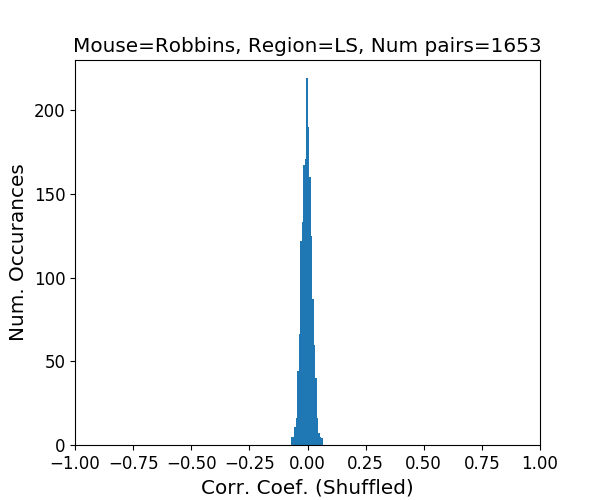 Mouse=Robbins, Region=LS, Num pairs=1653
Num. Occurances
200
150
100
50
0
−1.00 −0.75 −0.50 −0.25 0.00 0.25 0.50 0.75 1.00
Corr. Coef. (Shuffled)